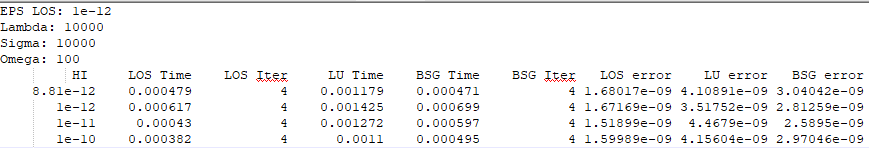 EPS LOS: 1e-12
Lambda: 10000
Sigma: 10000
Omega: 100
HI LOS Time LOS Iter LU Time BSG Time BSG Iter LOS error LU error BSG error
8.81e-12 0.000479 4 0.001179 0.000471 4 1.68017e-09 4.10891e-09 3.04042e-09
1e-12 0.000617 4 0.001425 0.000699 4 1.67169e-09 3.51752e-09 2.81259e-09
1e-11 0.00043 4 0.001272 0.000597 4 1.51899e-09 4.4679e-09 2.5895e-09
1e-10 0.000382 4 0.0011 0.000495 4 1.59989e-09 4.15604e-09 2.97046e-09